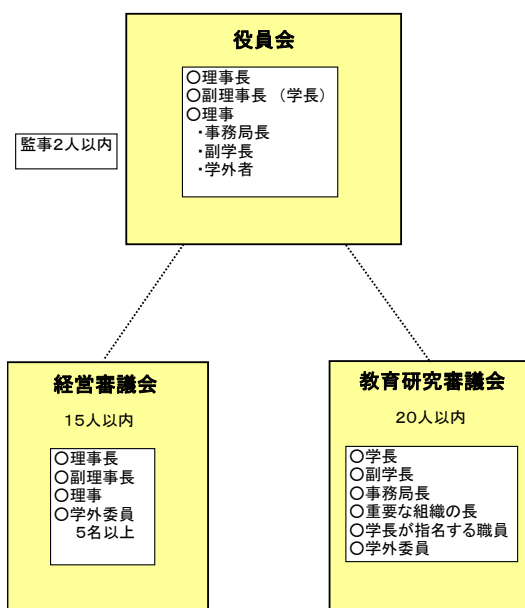 役員会
○理事長
○副理事長 (学長)
○理事
・事務局長
・副学長
・学外者
監事2人以内
経営審議会
15人以内
○理事長
○副理事長
○理事
○学外委員
5名以上
教育研究審議会
20人以内
○学長
○副学長
○事務局長
○重要な組織の長
○学長が指名する職員
○学外委員